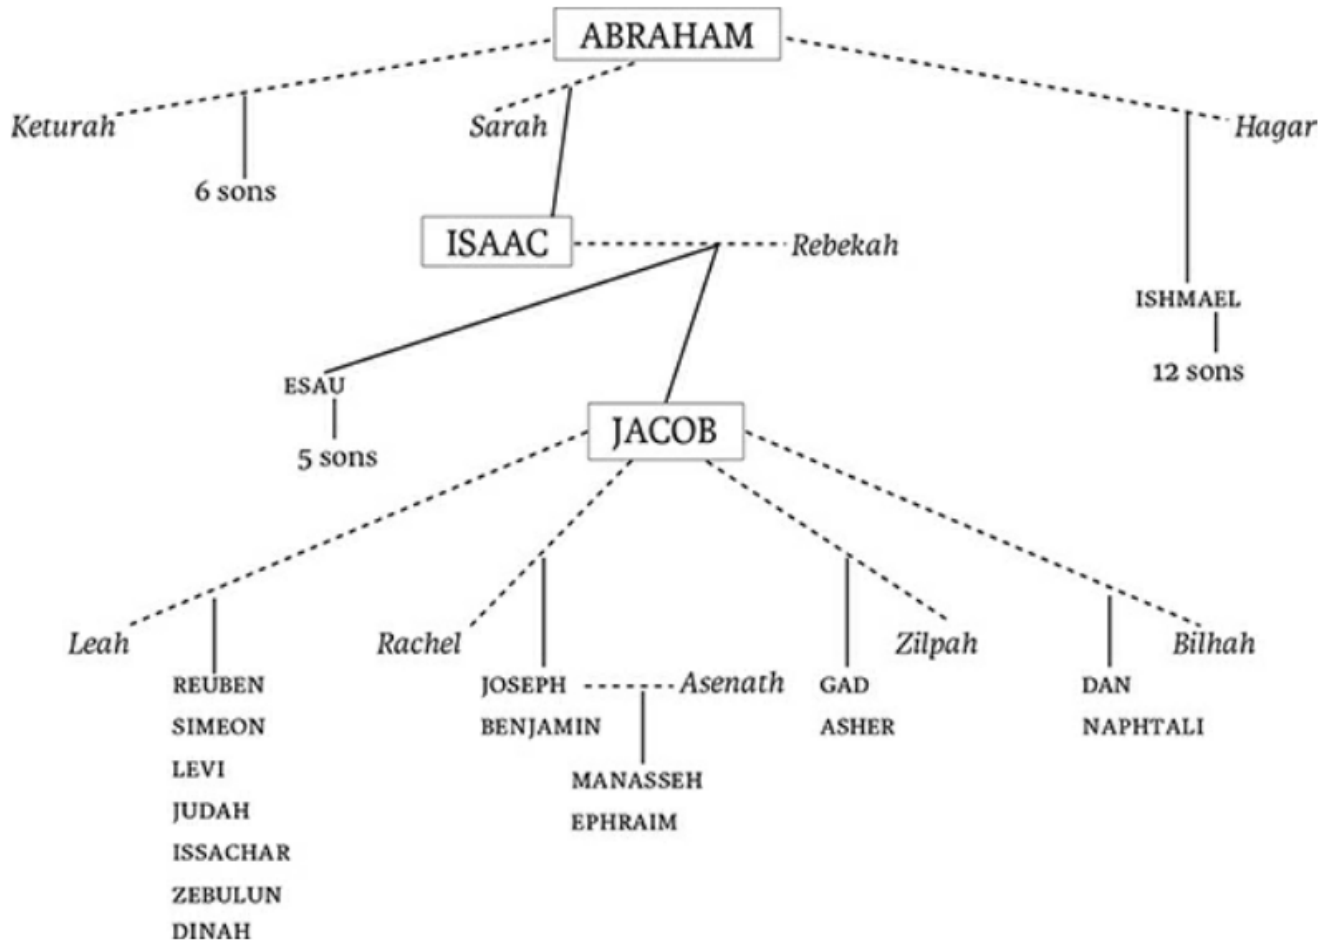 ABRAHAM
Keturah
Sarah
Hagar
6 sons
ISAAC
Rebekah
ISHMAEL
12 sons
ESAU
5 sons
JACOB
Leah
Rachel
Zilpah
Bilhah
REUBEN
SIMEON
LEVI
JUDAH
ISSACHAR
ZEBULUN
DINAH
JOSEPH
Asenath
BENJAMIN
MANASSEH
EPHRAIM
GAD
ASHER
DAN
NAPHTALI